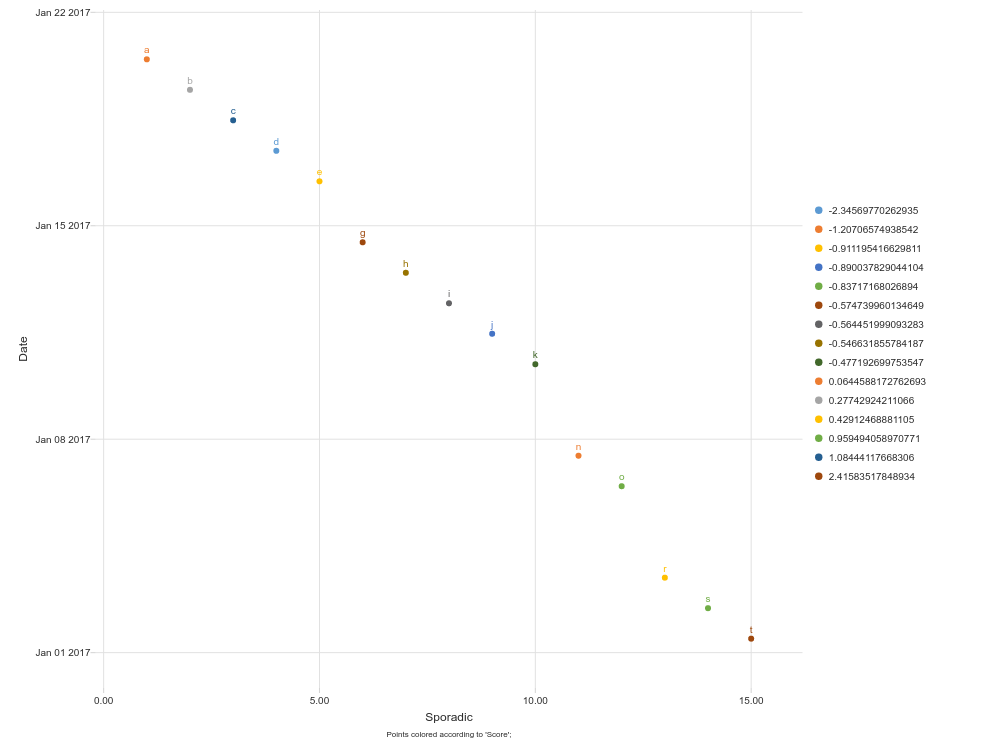 Jan 22 2017
a
b
c
d
e
Jan 15 2017
g
h
i
j
k
Jan 08 2017
n
o
r
s
t
Jan 01 2017
Date
0.00 5.00 10.00 15.00
Sporadic
Points colored according to 'Score';
-2.34569770262935
-1.20706574938542
-0.911195416629811
-0.890037829044104
-0.83717168026894
-0.574739960134649
-0.564451999093283
-0.546631855784187
-0.477192699753547
0.0644588172762693
0.27742924211066
0.42912468881105
0.959494058970771
1.08444117668306
2.41583517848934